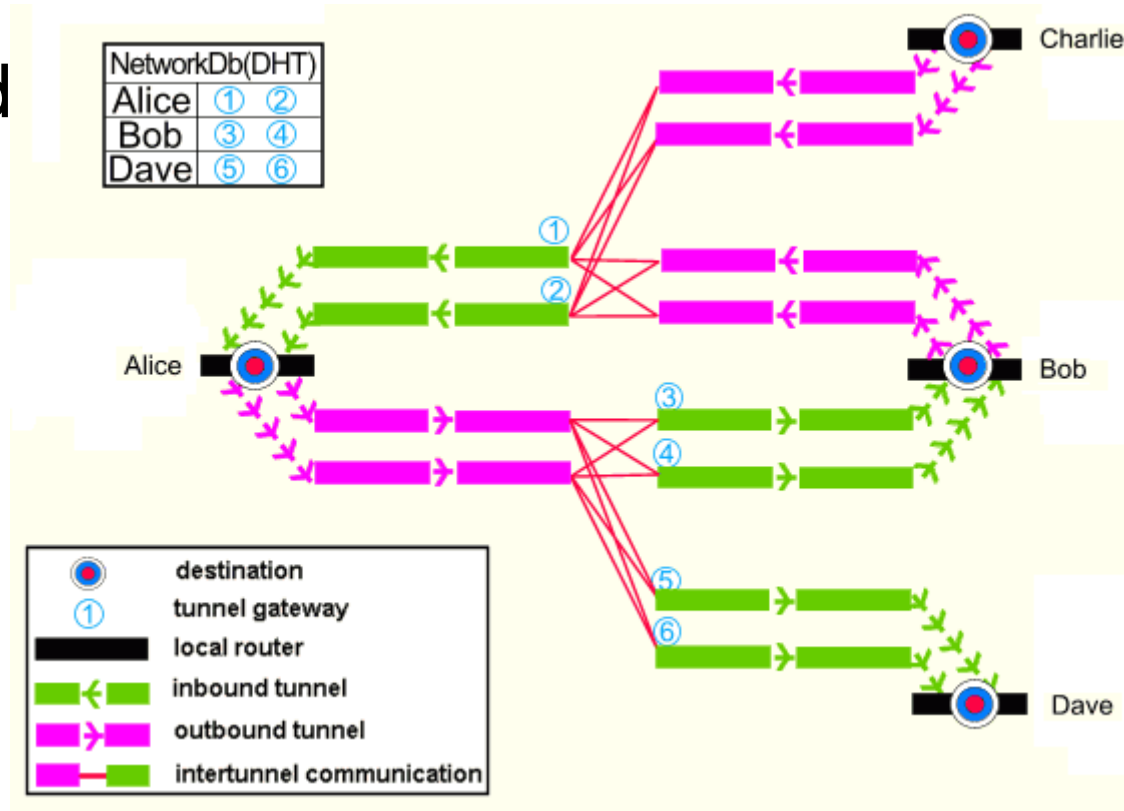 d
NetworkDb(DHT)
Alice ① ②
Bob ③ ④
Dave ⑤ ⑥
Charlie
①
②
Alice
Bob
③
④
⑤
⑥
Dave
destination
① tunnel gateway
local router
inbound tunnel
outbound tunnel
intertunnel communication